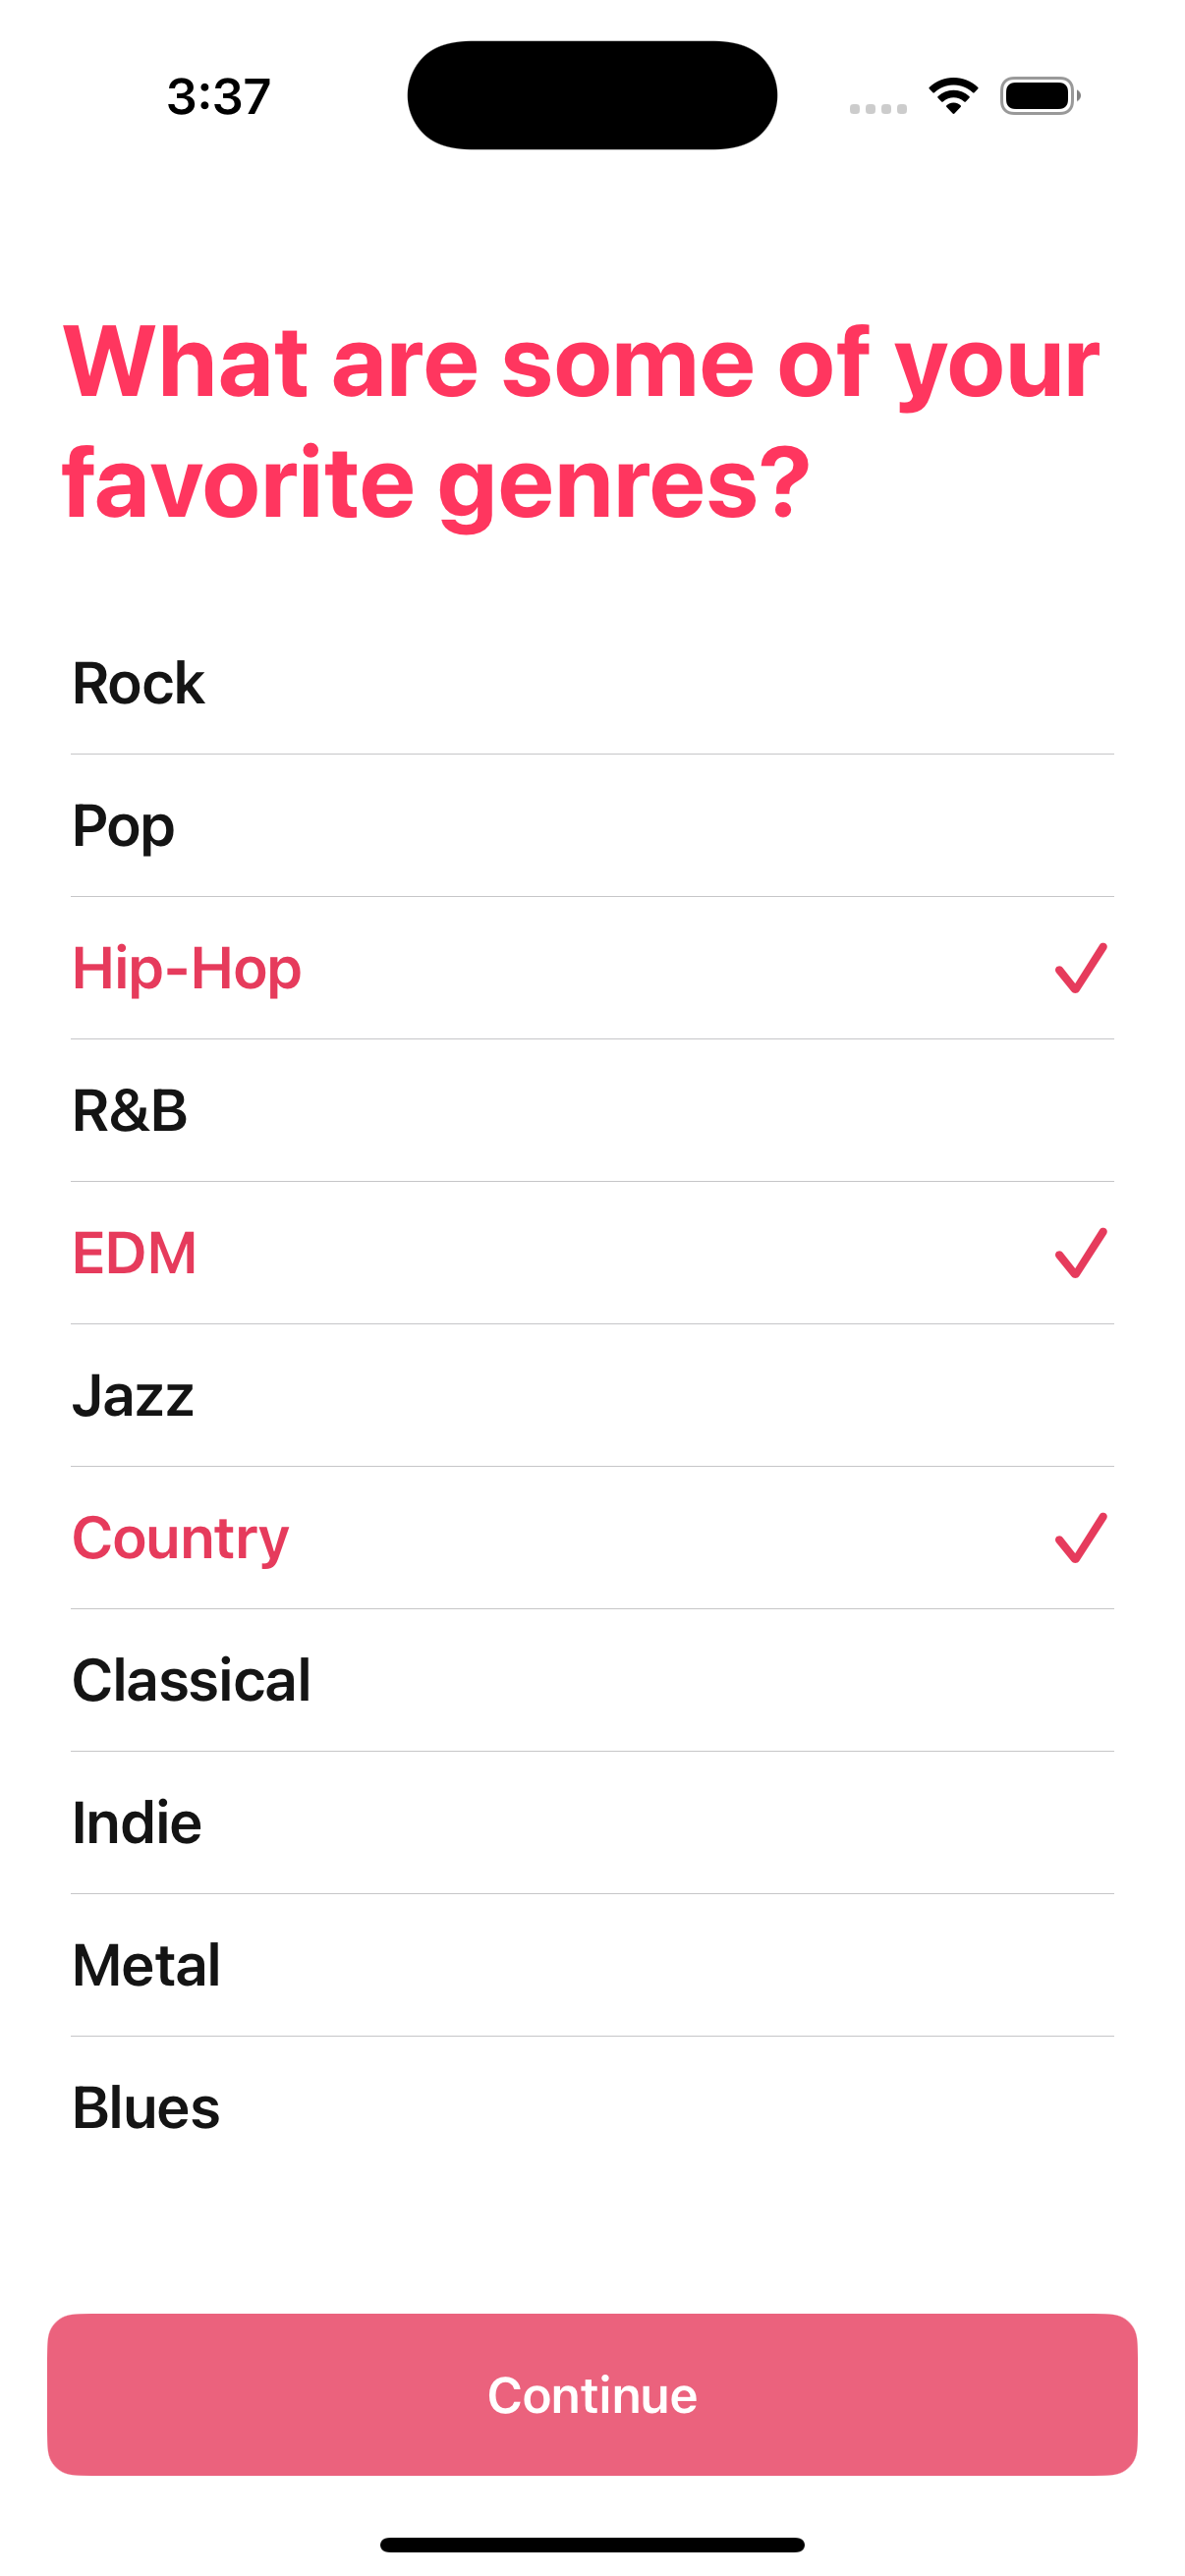 3:37
What are some of your
favorite genres?
Rock
Pop
Hip-Hop
R&B
EDM
Jazz
Country
Classical
Indie
Metal
Blues
Continue